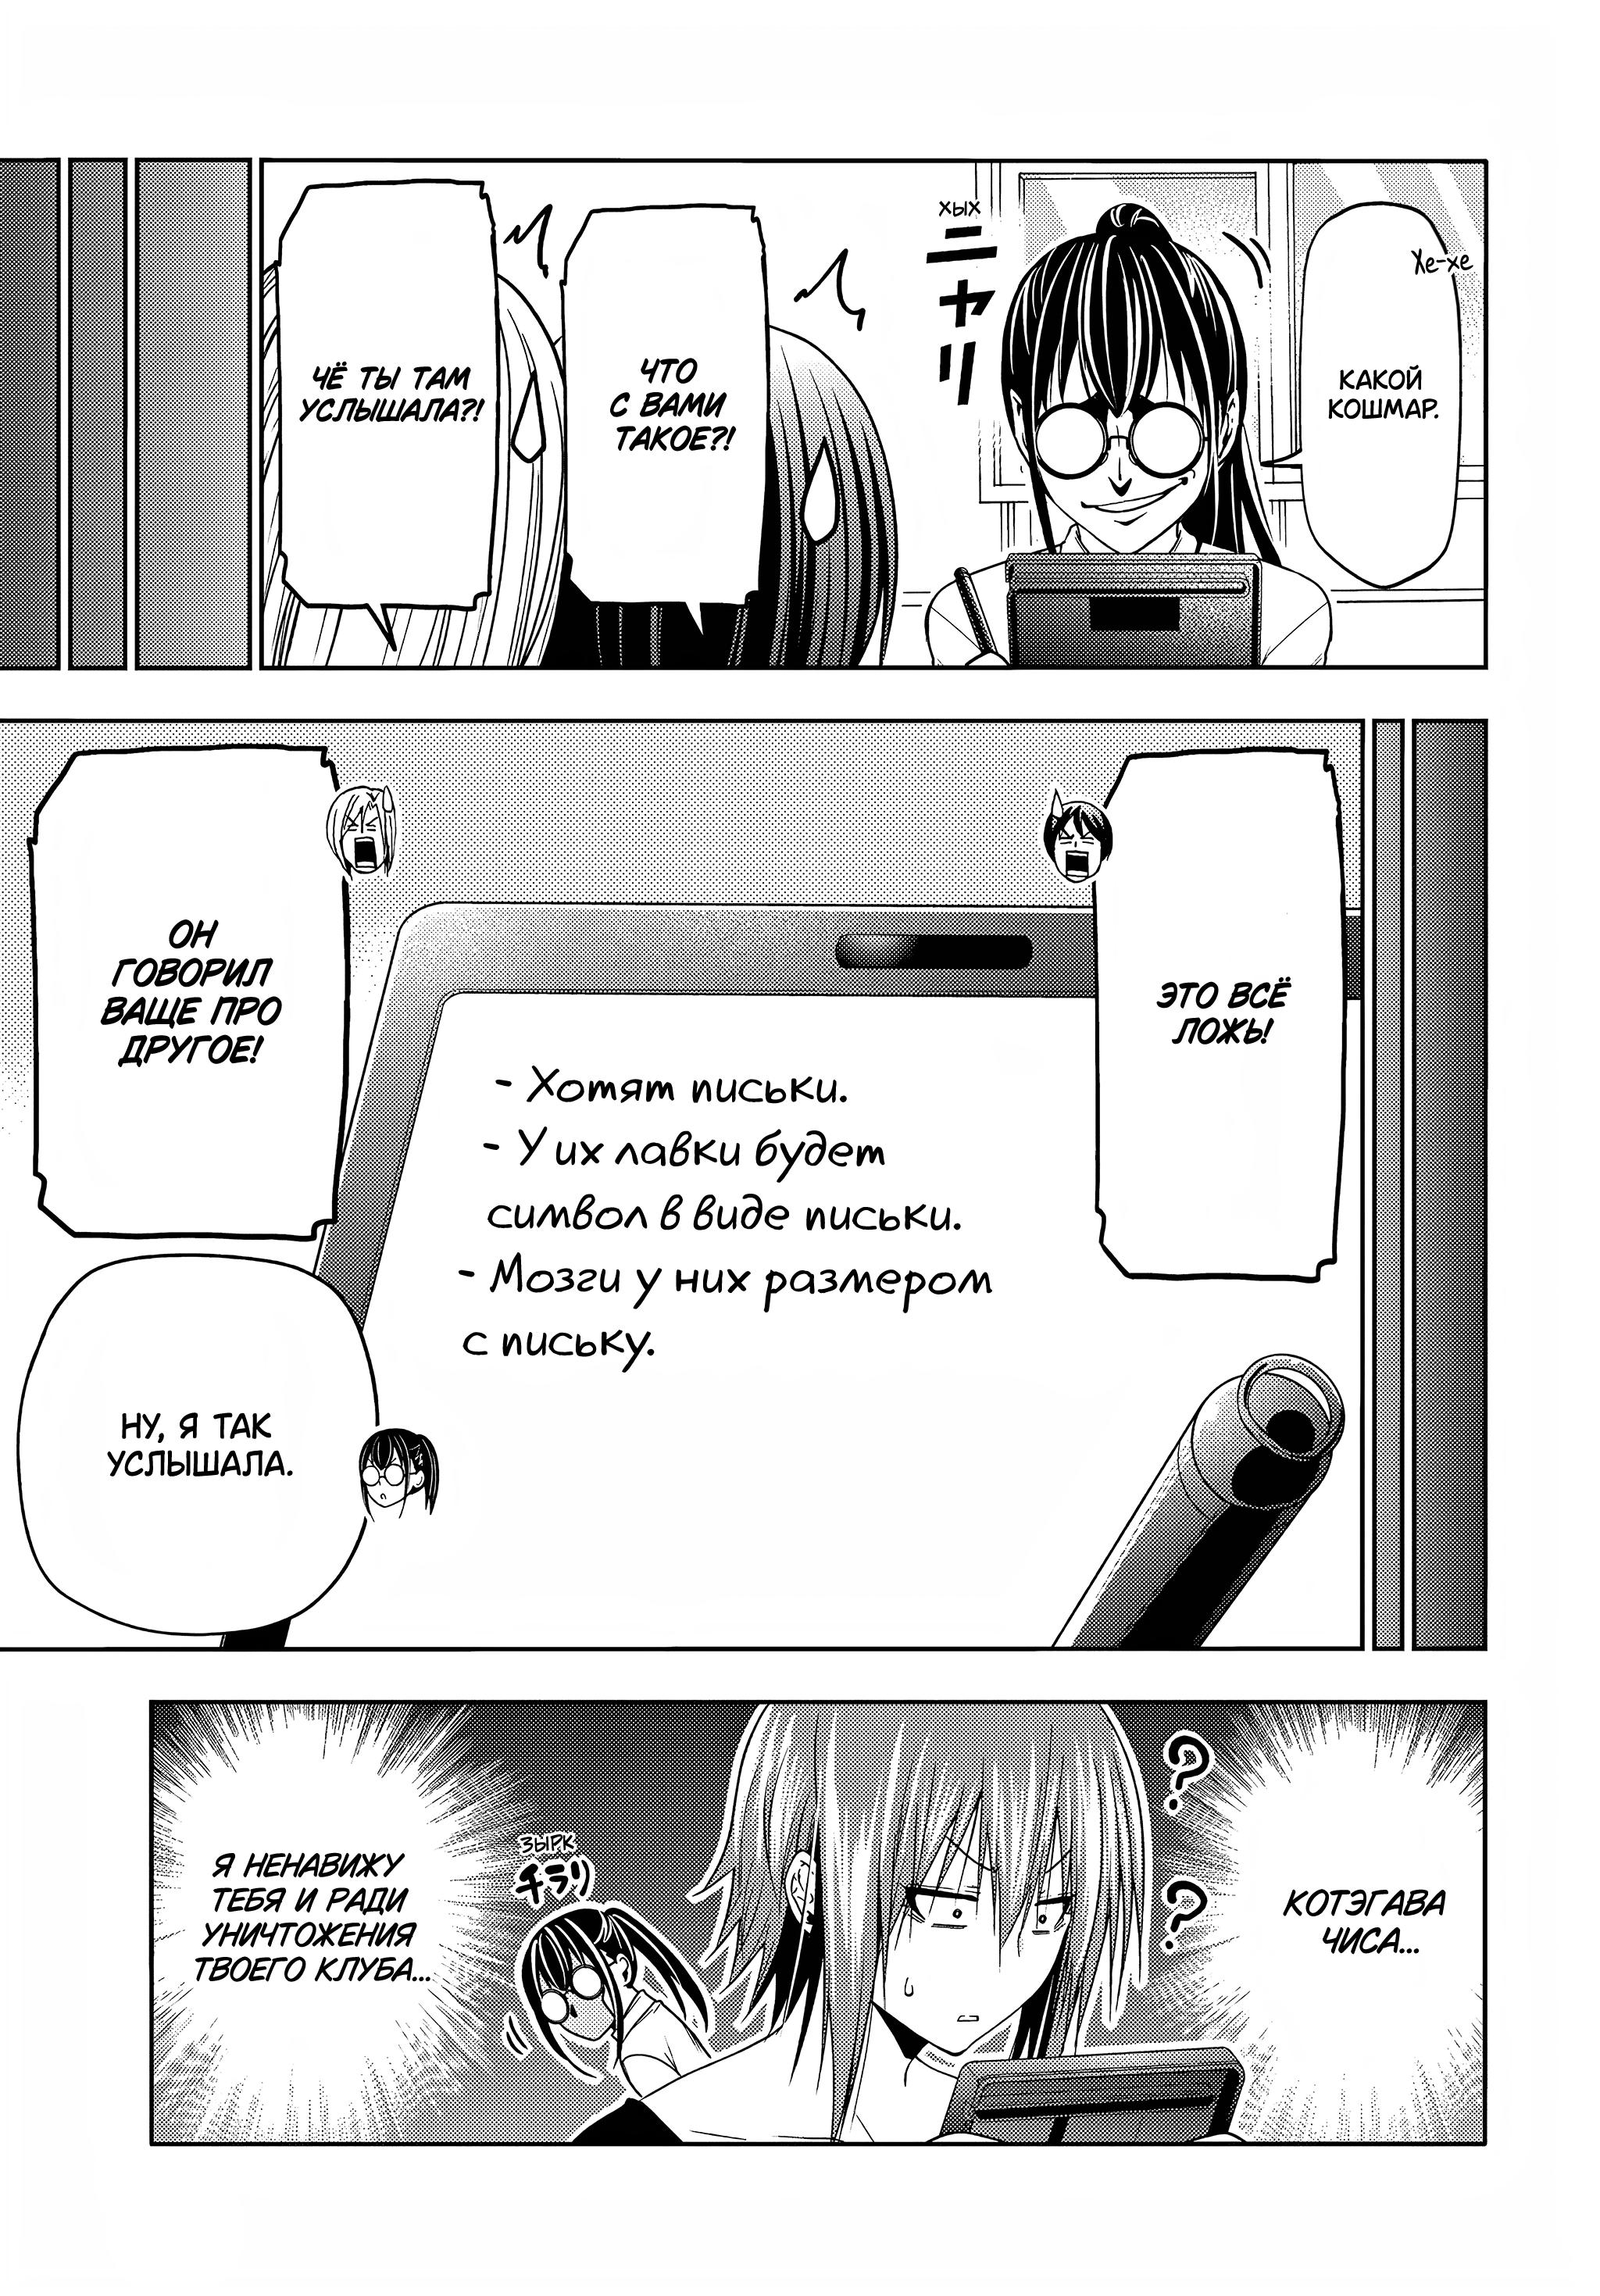 Хе-хе
КАКОЙ
КОШМАР.
ХЫХ
ニヤリ
ЧТО
С ВАМИ
ТАКОЕ?!
ЧЁ ТЫ ТАМ
УСЛЫШАЛА?!
ЭТО ВСЁ
ЛОЖЬ!
- Хотят письки.
- У их лавки будет
символ в виде письки.
- Мозги у них размером
с письку.
ОН
ГОВОРИЛ
ВАЩЕ ПРО
ДРУГОЕ!
НУ, Я ТАК
УСЛЫШАЛА.
КОТЭГАВА
ЧИСА...
?
?
ЗЫРК
チラリ
Я НЕНАВИЖУ
ТЕБЯ И РАДИ
УНИЧТОЖЕНИЯ
ТВОЕГО КЛУБА...